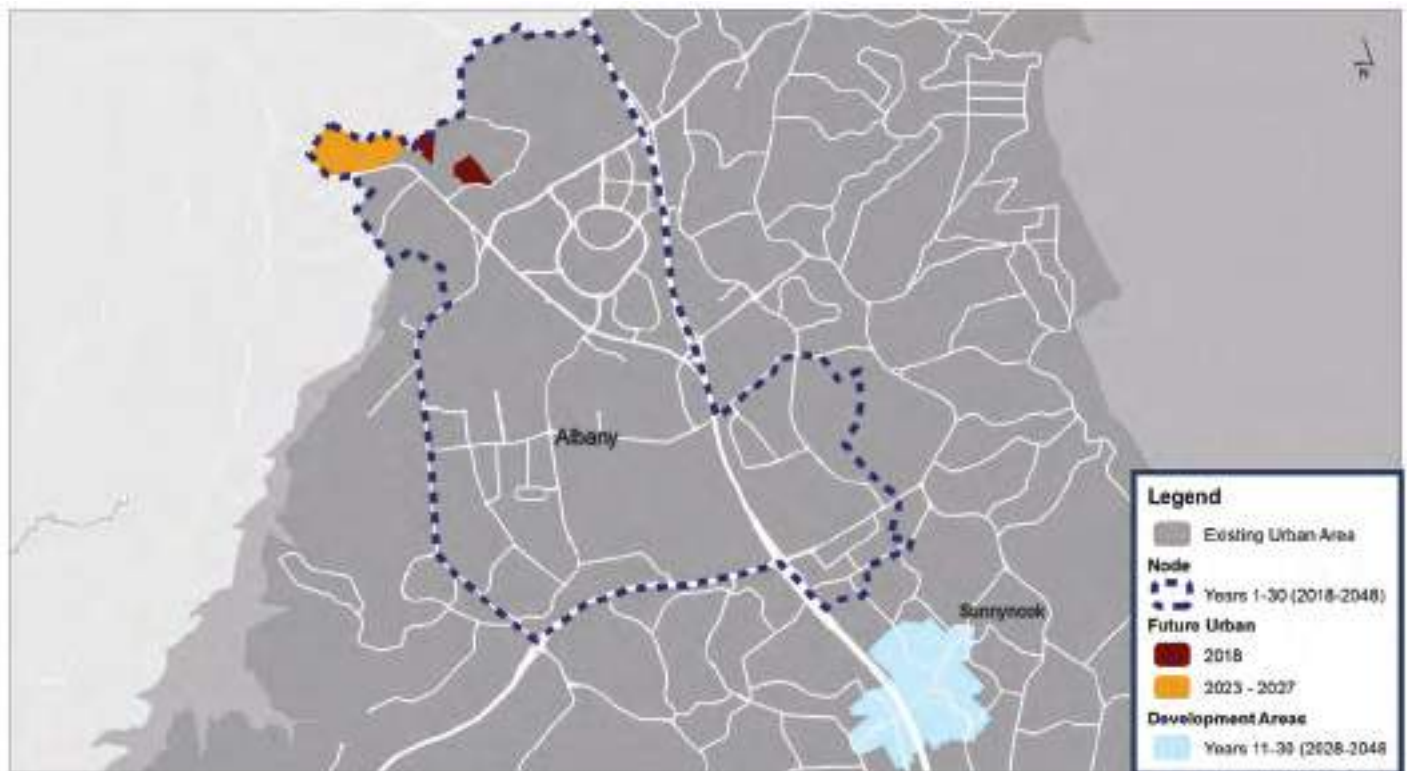 N
Albany
Sunnynook
Legend
Existing Urban Area
Node
Years 1-30 (2018-2048)
Future Urban
2018
2023 - 2027
Development Areas
Years 11-30 (2028-2048